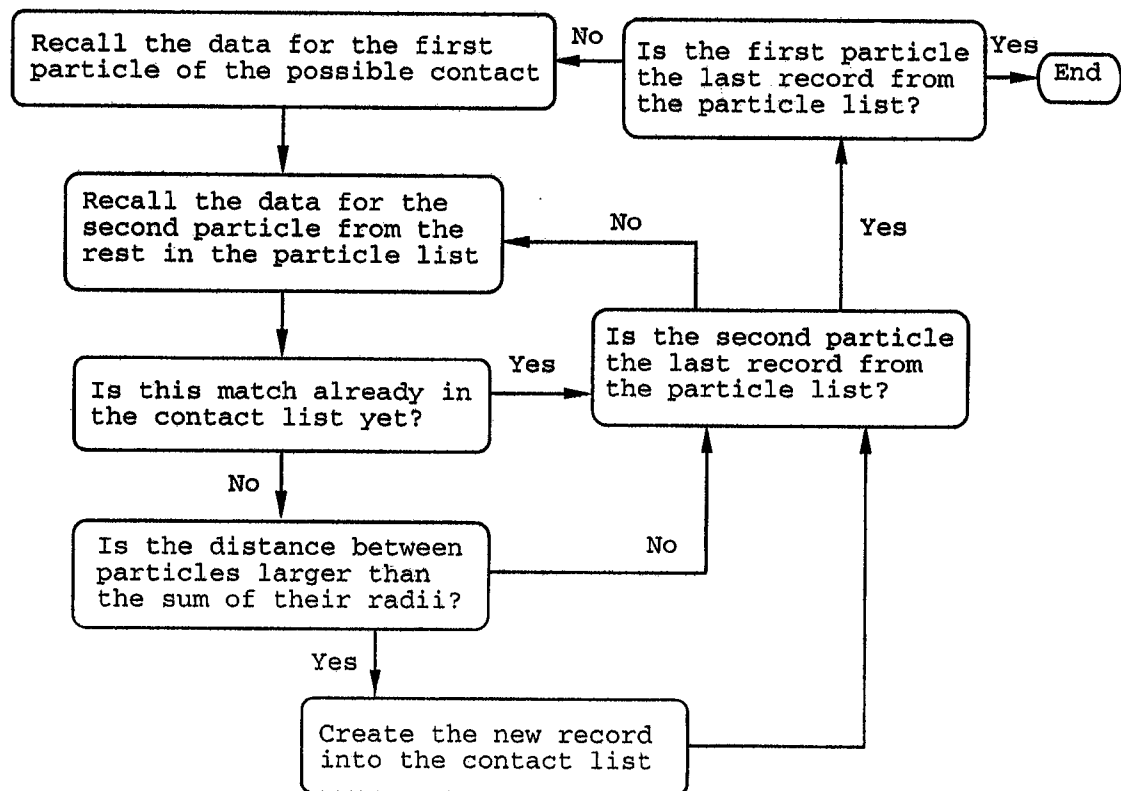 Recall the data for the first
particle of the possible contact
No
Is the first particle
the last record from
the particle list?
Yes
End
Recall the data for the
second particle from the
rest in the particle list
No
Yes
Is the second particle
the last record from
the particle list?
Is this match already in
the contact list yet?
Yes
No
Is the distance between
particles larger than
the sum of their radii?
No
Yes
Create the new record
into the contact list